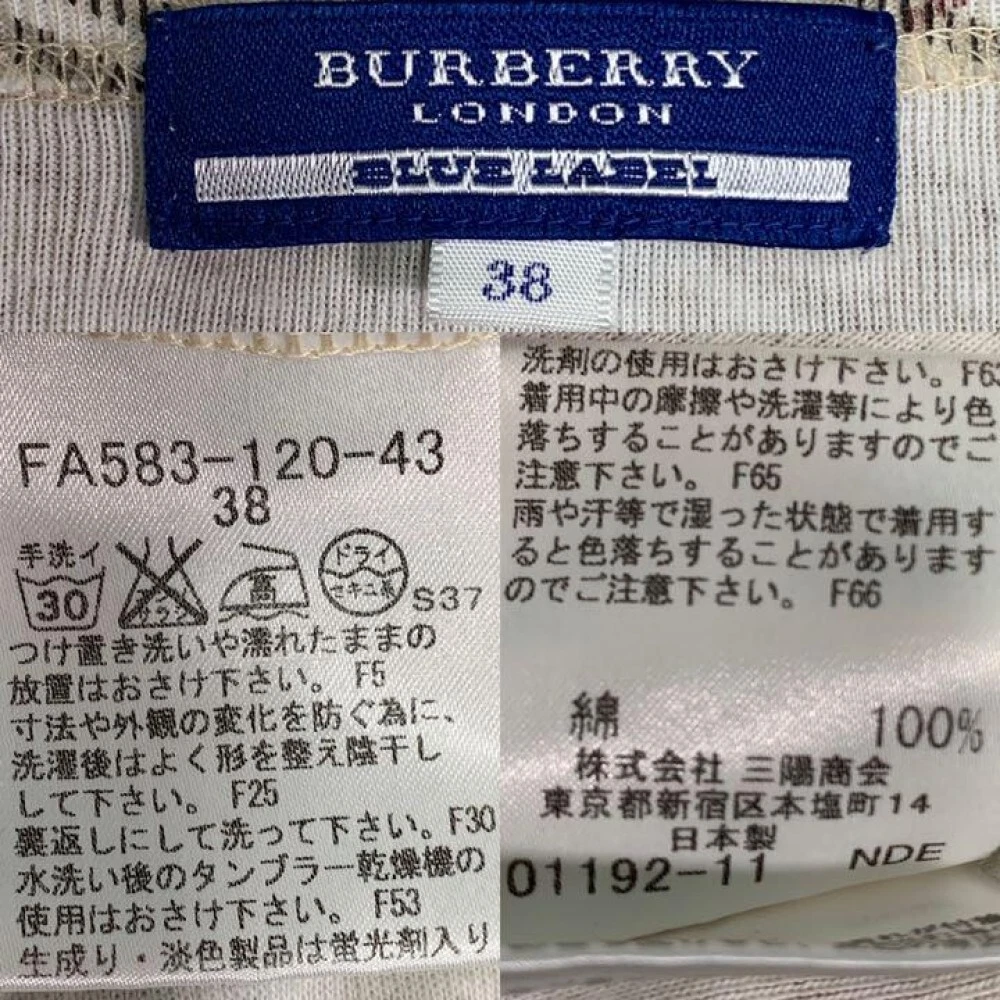 BURBERRY
LONDON
BLUE LABEL
38
FA583-120-43
38
手洗イ
30
エンソ
サラシ
高
ドライ
セキユ系
S37
つけ置き洗いや濡れたままの
放置はおさけ下さい。 F5
寸法や外観の変化を防ぐ為に、
洗濯後はよく形を整え陰干し
して下さい。 F25
裏返しにして洗って下さい。F30
水洗い後のタンブラー乾燥機の
使用はおさけ下さい。 F53
生成り・淡色製品は蛍光剤入り
洗剤の使用はおさけ下さい。F63
着用中の摩擦や洗濯等により色
落ちすることがありますのでご
注意下さい。 F65
雨や汗等で湿った状態で着用す
ると色落ちすることがあります
のでご注意下さい。 F66
綿 100%
株式会社 三陽商会
東京都新宿区本塩町14
日本製
01192-11 NDE